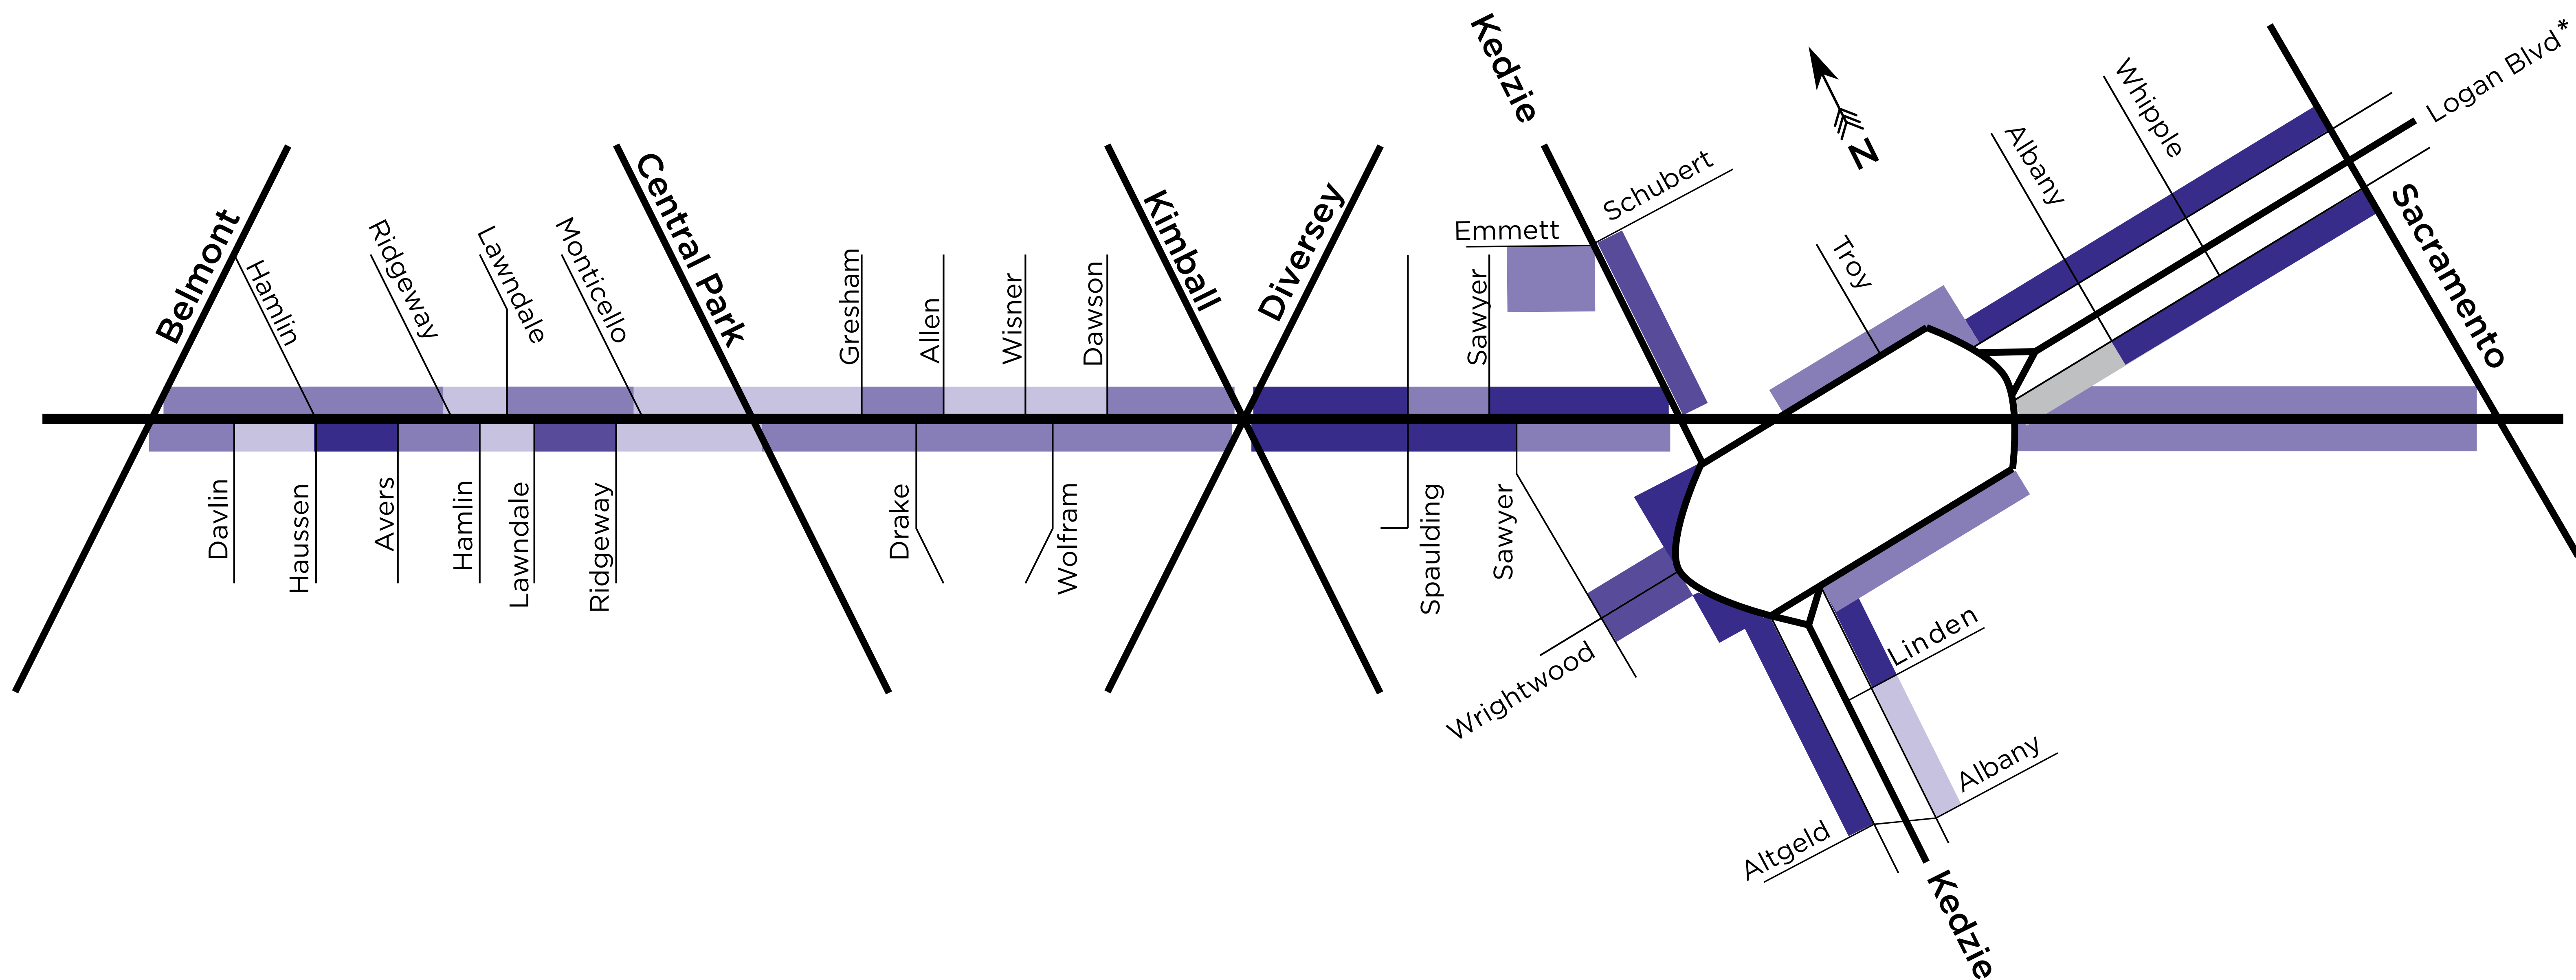 Belmont
Hamlin
Ridgeway
Lawndale
Monticello
Central Park
Gresham
Allen
Wisner
Dawson
Kimball
Diversey
Sawyer
Emmett
Kedzie
Schubert
N
Troy
Albany
Whipple
Logan Blvd*
Sacramento
Davlin
Haussen
Avers
Hamlin
Lawndale
Ridgeway
Drake
Wolfram
Spaulding
Sawyer
Wrightwood
Linden
Albany
Altgeld
Kedzie